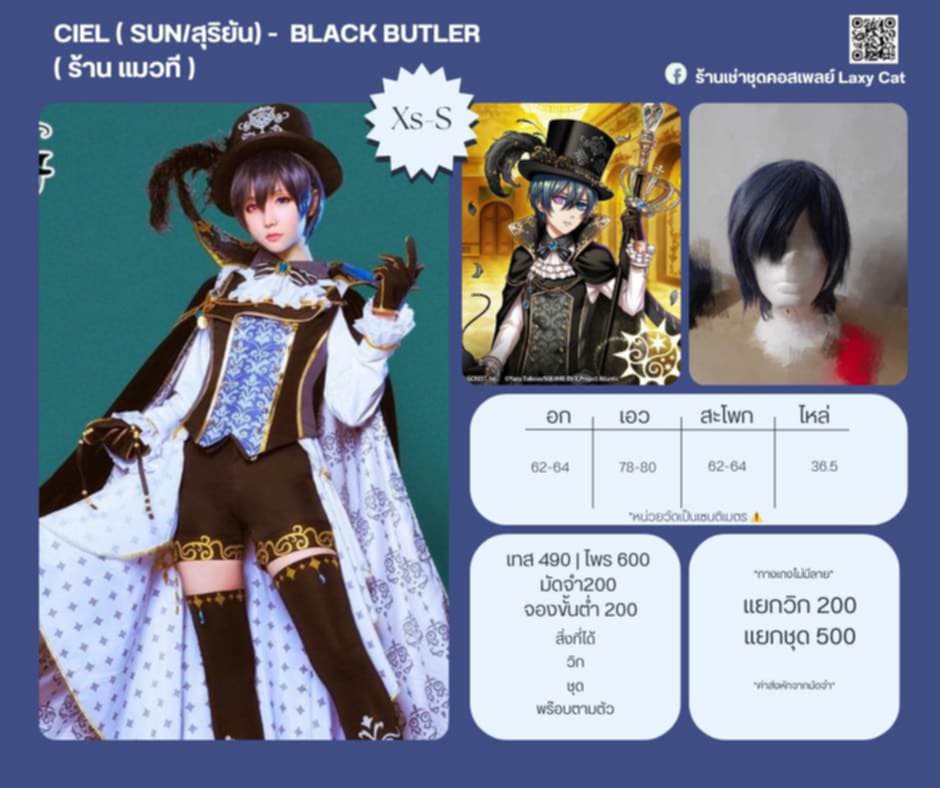 CIEL ( SUN/สุริยัน) - BLACK BUTLER
( ร้าน แมวที )
ร้านเช่าชุดคอสเพลย์ Laxy Cat
Xs-S
อก เอว สะโพก ไหล่
62-64 78-80 62-64 36.5
*หน่วยวัดเป็นเซนติเมตร ⚠️
เทส 490 | ไพร 600
มัดจำ200
จองขั้นต่ำ 200
สิ่งที่ได้
วิก
ชุด
พร๊อบตามตัว
*กางเกงไม่มีลาย*
แยกวิก 200
แยกชุด 500
*ค่าส่งหักจากมัดจำ*